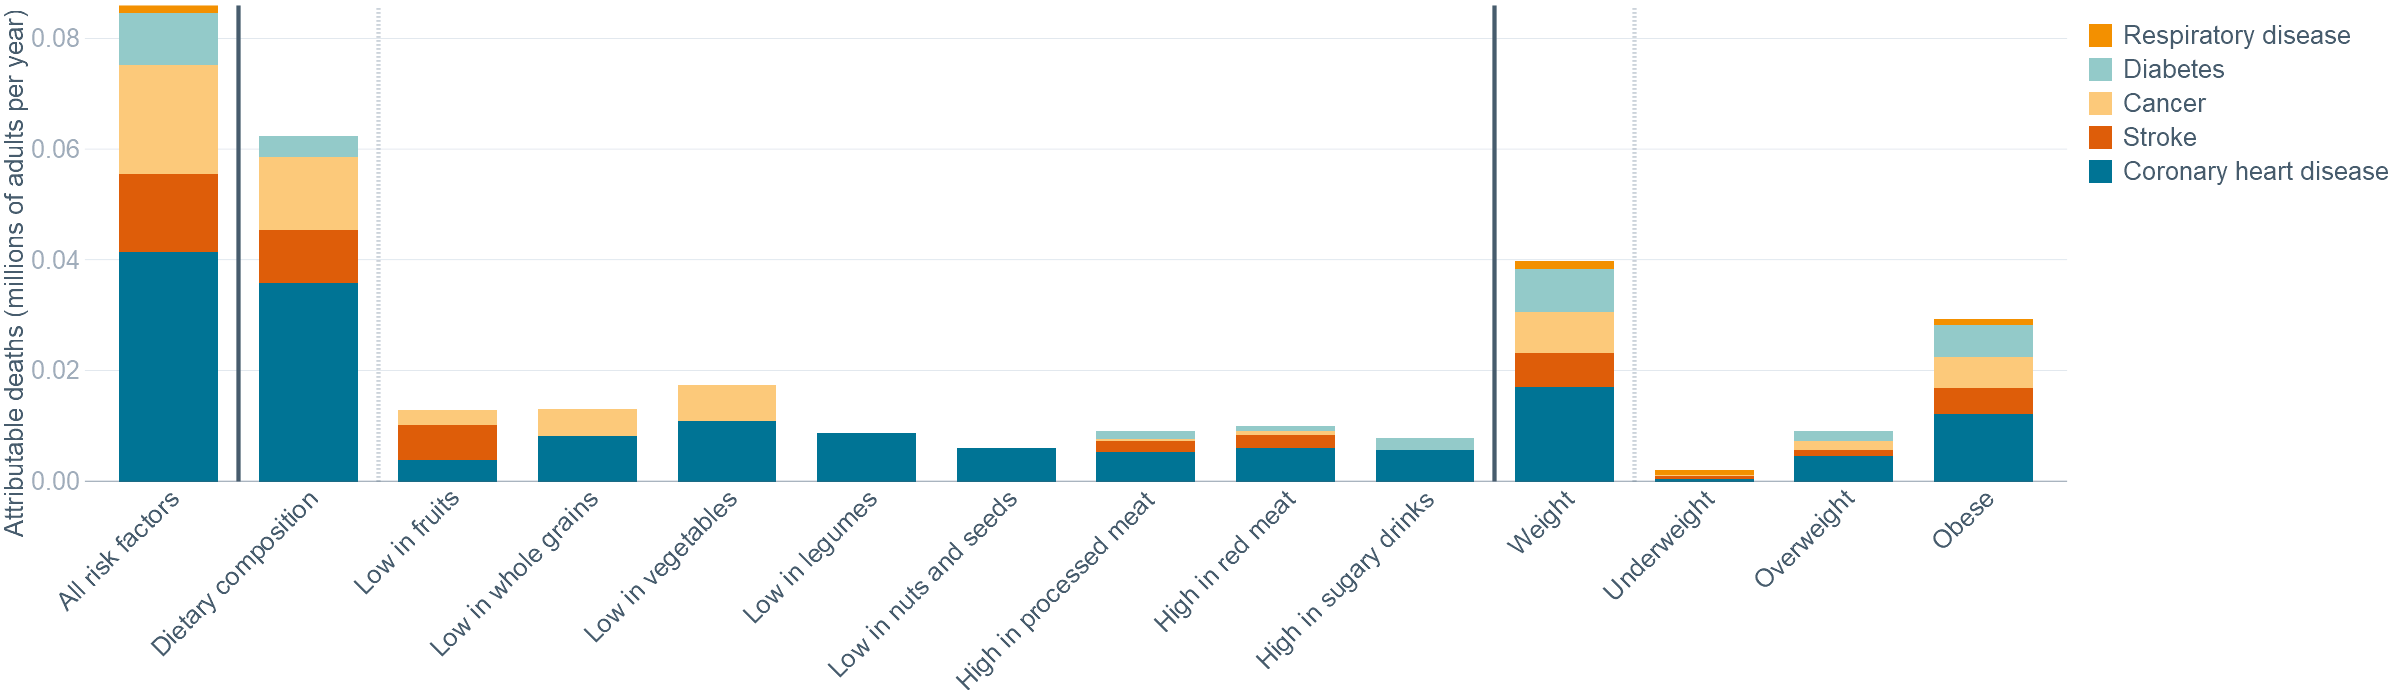 Attributable deaths (millions of adults per year)
0.08
0.06
0.04
0.02
0.00
All risk factors
Dietary composition
Low in fruits
Low in whole grains
Low in vegetables
Low in legumes
Low in nuts and seeds
High in processed meat
High in red meat
High in sugary drinks
Weight
Underweight
Overweight
Obese
Respiratory disease
Diabetes
Cancer
Stroke
Coronary heart disease